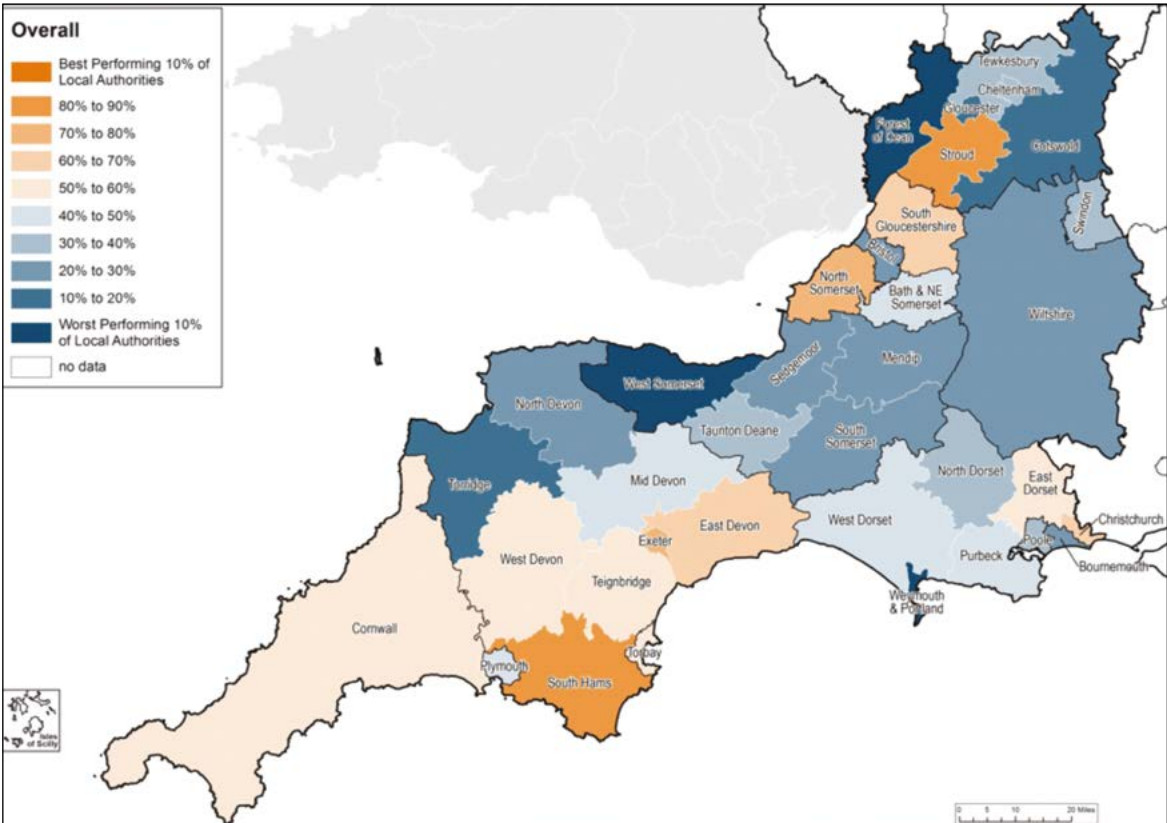 Overall
Best Performing 10% of
Local Authorities
80% to 90%
70% to 80%
60% to 70%
50% to 60%
40% to 50%
30% to 40%
20% to 30%
10% to 20%
Worst Performing 10%
of Local Authorities
no data
Tewkesbury
Cheltenham
Gloucester
Forest
of Dean
Stroud
Cotswold
Swindon
South
Gloucestershire
Bristol
North
Somerset
Bath & NE
Somerset
Wiltshire
Mendip
Sedgemoor
West Somerset
North Devon
Taunton Deane
South
Somerset
North Dorset
East
Dorset
Christchurch
Torridge
Mid Devon
East Devon
West Dorset
Exeter
Poole
Purbeck
Bournemouth
West Devon
Teignbridge
Weymouth
& Portland
Cornwall
Torbay
Plymouth
South Hams
Isles
of Scilly
0 5 10 20 Miles